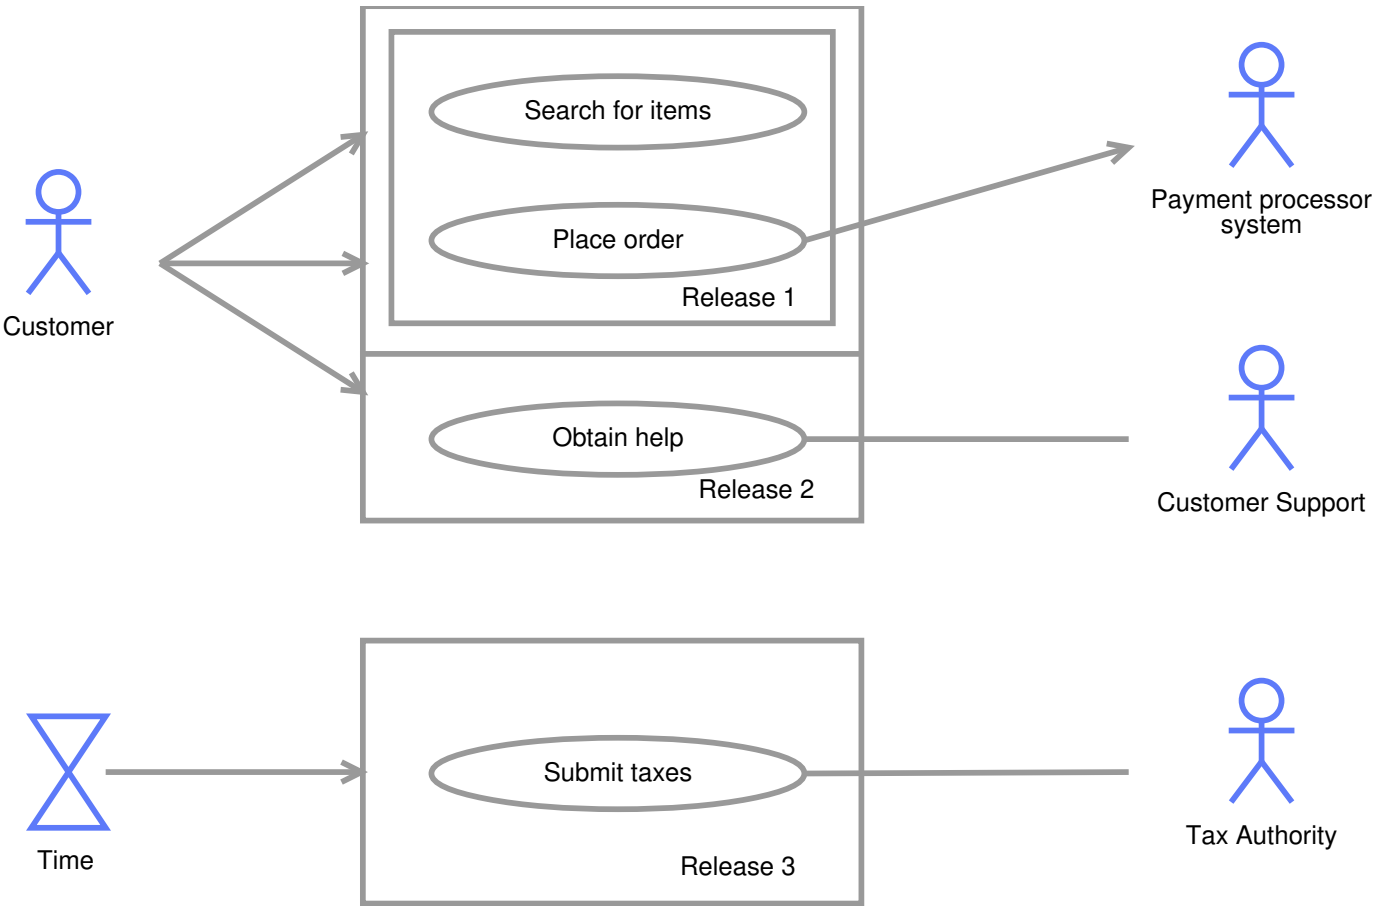 Search for items
Payment processor
system
Place order
Release 1
Customer
Obtain help
Release 2
Customer Support
Submit taxes
Tax Authority
Time
Release 3